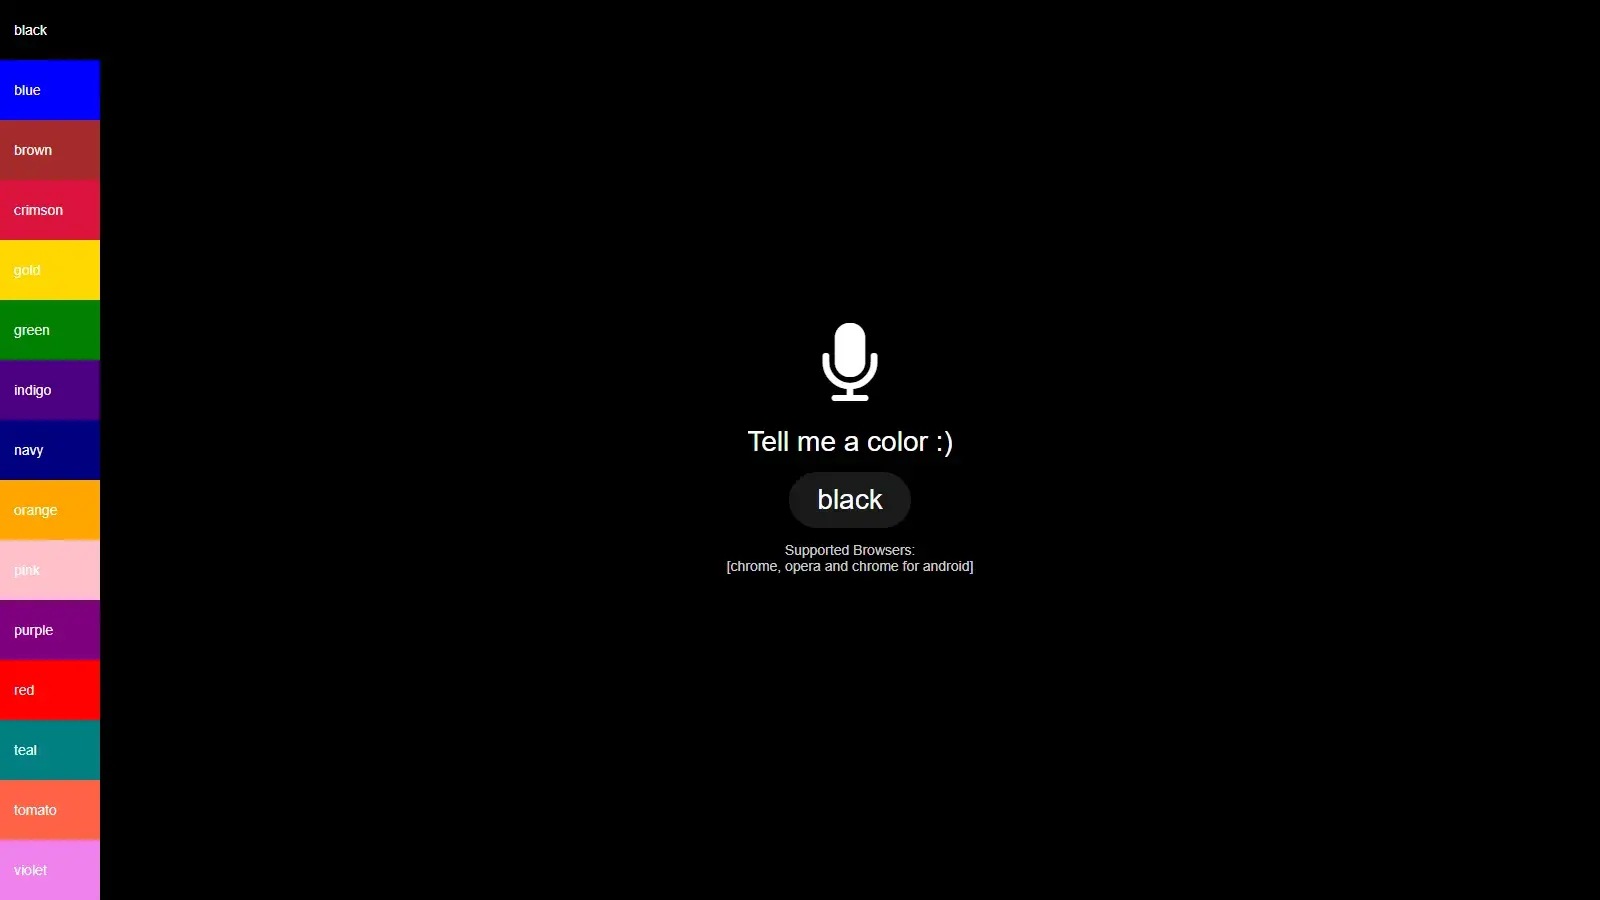 black
blue
brown
crimson
gold
green
indigo
navy
orange
pink
purple
red
teal
tomato
violet
Tell me a color :)
black
Supported Browsers:
[chrome, opera and chrome for android]